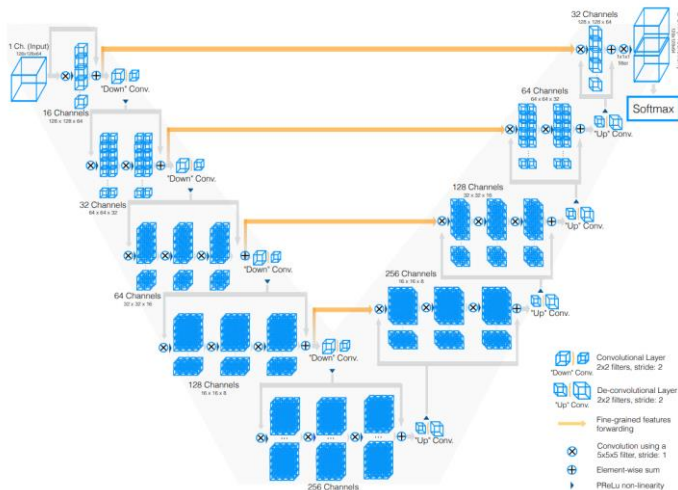 1 Ch. (Input)
128x128x64
"Down" Conv.
16 Channels
128 x 128 x 64
"Down" Conv.
32 Channels
64 x 64 x 32
"Down" Conv.
64 Channels
32 x 32 x 16
"Down" Conv.
128 Channels
16 x 16 x 8
256 Channels
"Up" Conv.
256 Channels
16 x 16 x 8
"Up" Conv.
128 Channels
32 x 32 x 16
"Up" Conv.
64 Channels
64 x 64 x 32
"Up" Conv.
32 Channels
128 x 128 x 64
1x1x1
Softmax
"Down" Conv.
Convolutional Layer
2x2 filters, stride: 2
"Up" Conv.
De-convolutional Layer
2x2 filters, stride: 2
Fine-grained features
forwarding
Convolution using a
5x5x5 filter, stride: 1
Element-wise sum
PReLu non-linearity